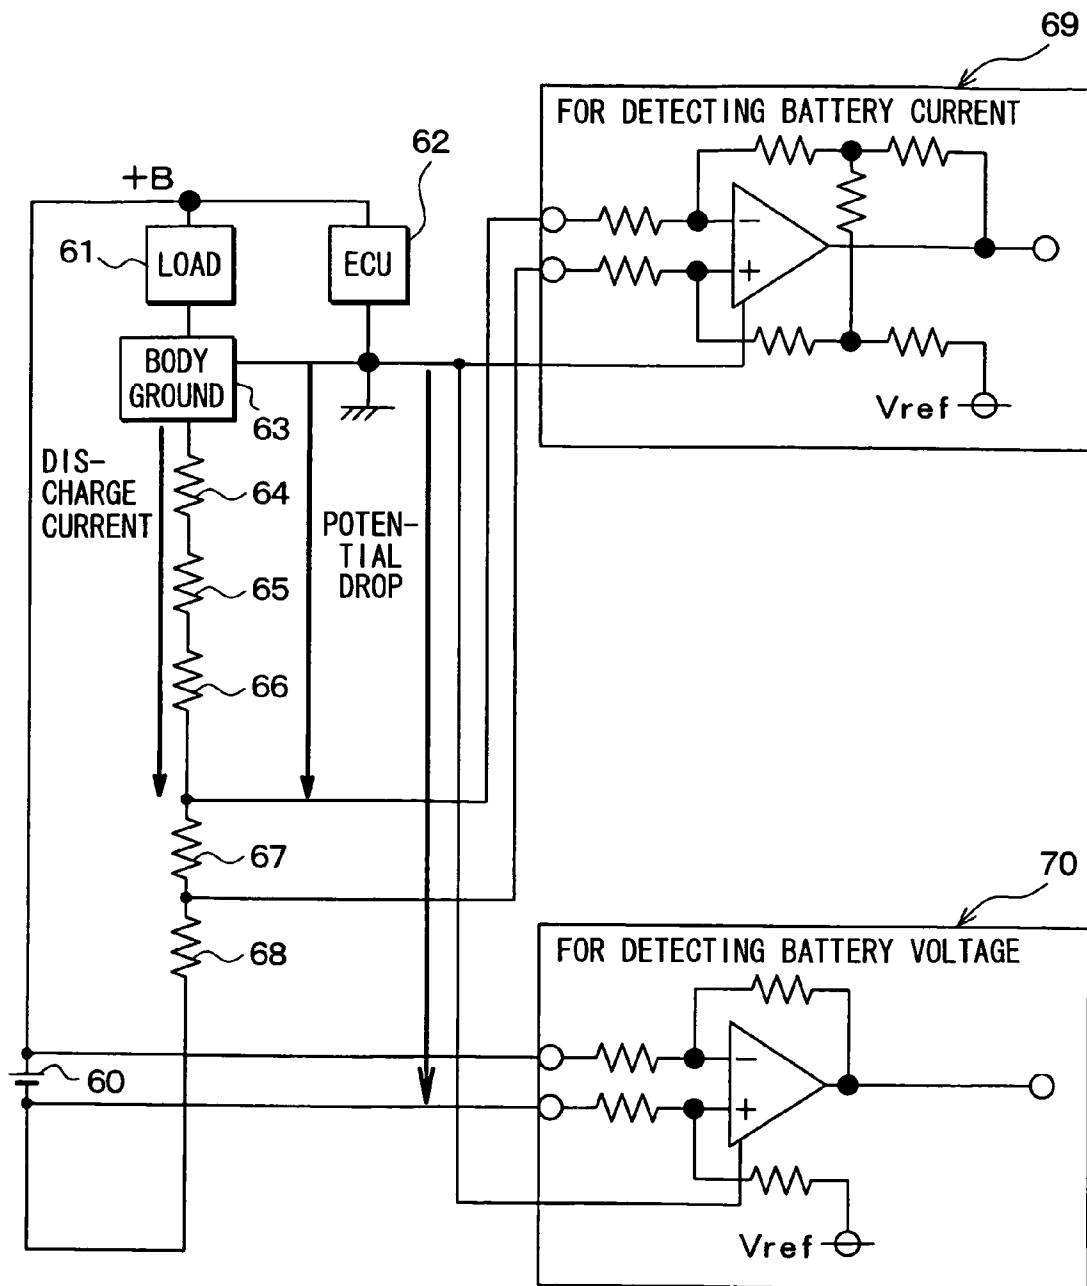 69
FOR DETECTING BATTERY CURRENT
62
+B
61
LOAD
ECU
−
+
BODY
GROUND
63
Vref
DIS-
CHARGE
CURRENT
64
POTEN-
TIAL
DROP
65
66
67
70
68
FOR DETECTING BATTERY VOLTAGE
60
−
+
Vref